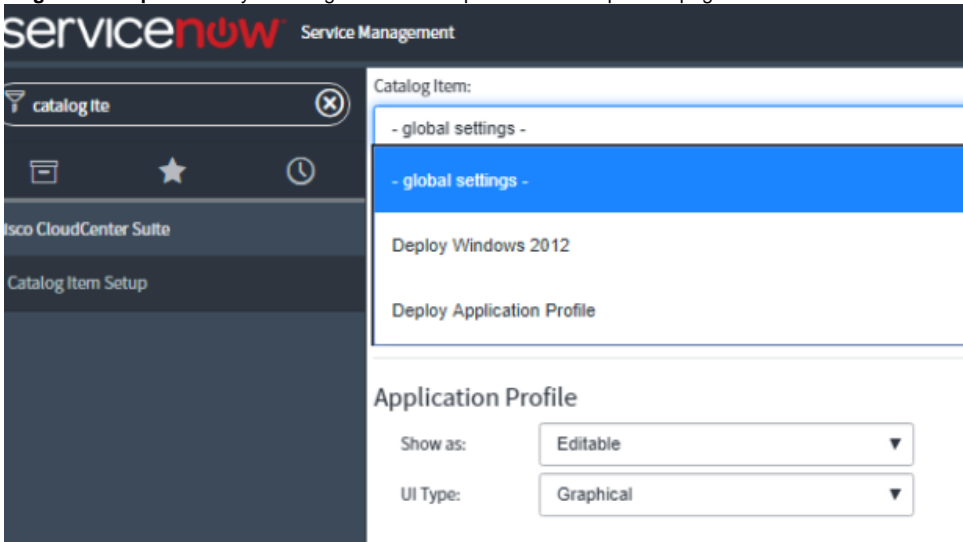 servicenow Service Management
catalog ite
isco CloudCenter Suite
Catalog Item Setup
Catalog Item:
- global settings -
- global settings -
Deploy Windows 2012
Deploy Application Profile
Application Profile
Show as: Editable
UI Type: Graphical